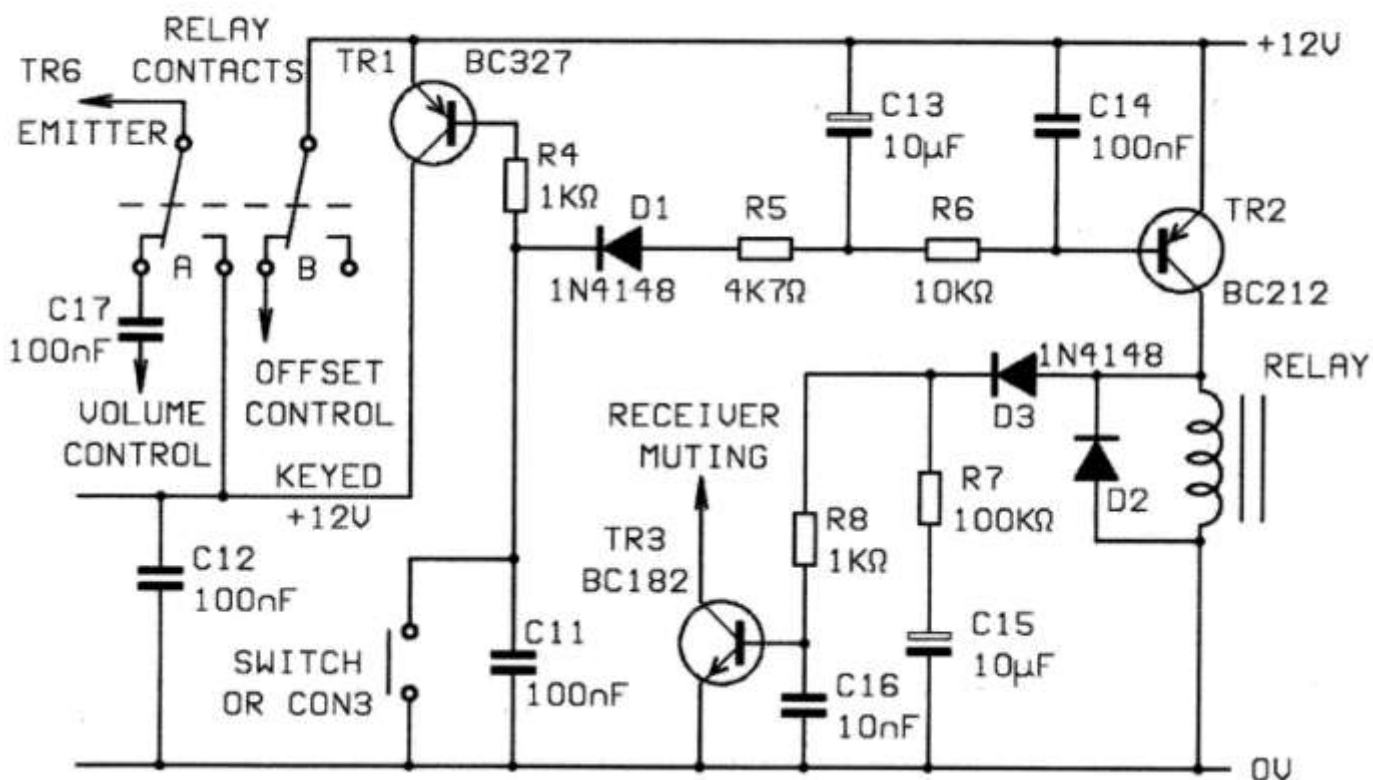 RELAY
CONTACTS
TR6
EMITTER
TR1
BC327
+12V
C13
10µF
C14
100nF
R4
1KΩ
D1
1N4148
R5
4K7Ω
R6
10KΩ
TR2
BC212
A
B
C17
100nF
VOLUME
CONTROL
OFFSET
CONTROL
KEYED
+12V
RECEIVER
MUTING
1N4148
D3
D2
RELAY
R7
100KΩ
R8
1KΩ
TR3
BC182
C12
100nF
SWITCH
OR CON3
C11
100nF
C15
10µF
C16
10nF
0V